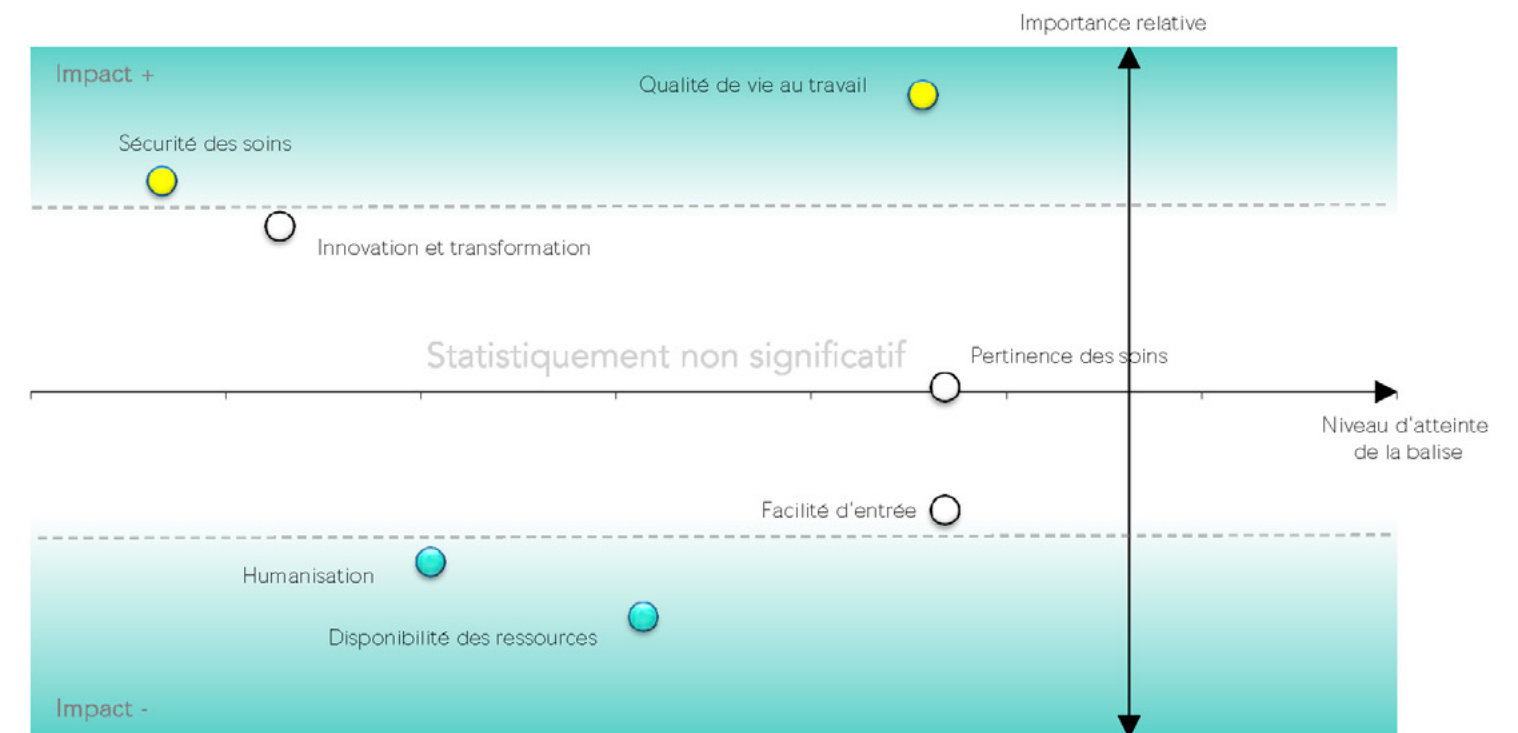 Importance relative
Impact +
Qualité de vie au travail
Sécurité des soins
Innovation et transformation
Statistiquement non significatif
Pertinence des soins
Niveau d'atteinte
de la balise
Facilité d'entrée
Humanisation
Disponibilité des ressources
Impact -